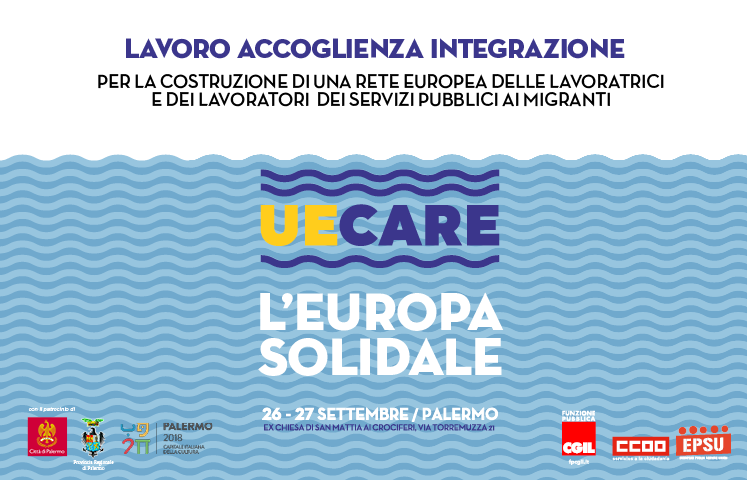 LAVORO ACCOGLIENZA INTEGRAZIONE
PER LA COSTRUZIONE DI UNA RETE EUROPEA DELLE LAVORATRICI
E DEI LAVORATORI DEI SERVIZI PUBBLICI AI MIGRANTI
UECARE
L'EUROPA
SOLIDALE
26 - 27 SETTEMBRE / PALERMO
EX CHIESA DI SAN MATTIA AI CROCIFERI, VIA TORREMUZZA 21
con il patrocinio di
Città di Palermo
Provincia Regionale
di Palermo
PALERMO
2018
CAPITALE ITALIANA
DELLA CULTURA
FUNZIONE
PUBBLICA
CGIL
fpcgil.it
CCOO
servicios a la ciudadanía
EPSU